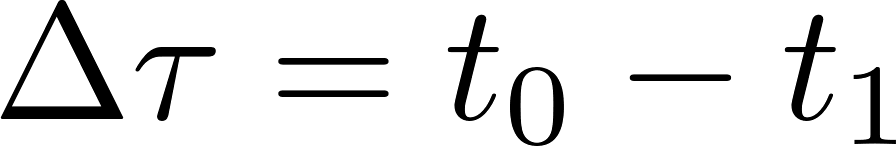 Δτ = t₀ − t₁